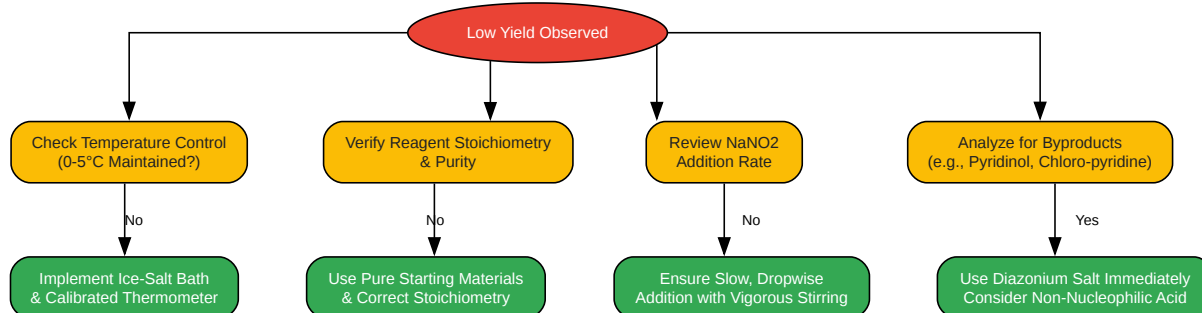 Low Yield Observed
Check Temperature Control
(0-5°C Maintained?)
Verify Reagent Stoichiometry
& Purity
Review NaNO2
Addition Rate
Analyze for Byproducts
(e.g., Pyridinol, Chloro-pyridine)
No
No
No
Yes
Implement Ice-Salt Bath
& Calibrated Thermometer
Use Pure Starting Materials
& Correct Stoichiometry
Ensure Slow, Dropwise
Addition with Vigorous Stirring
Use Diazonium Salt Immediately
Consider Non-Nucleophilic Acid